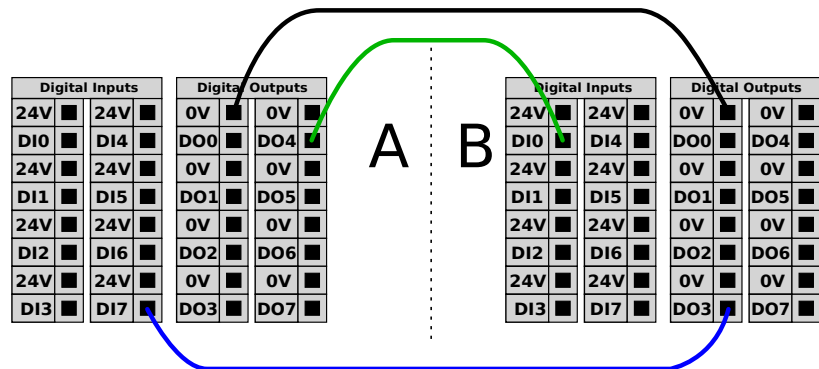 Digital Inputs Digital Outputs Digital Inputs Digital Outputs
24V 24V 0V 0V 24V 24V 0V 0V
DI0 DI4 DO0 DO4 A B DI0 DI4 DO0 DO4
24V 24V 0V 0V 24V 24V 0V 0V
DI1 DI5 DO1 DO5 DI1 DI5 DO1 DO5
24V 24V 0V 0V 24V 24V 0V 0V
DI2 DI6 DO2 DO6 DI2 DI6 DO2 DO6
24V 24V 0V 0V 24V 24V 0V 0V
DI3 DI7 DO3 DO7 DI3 DI7 DO3 DO7